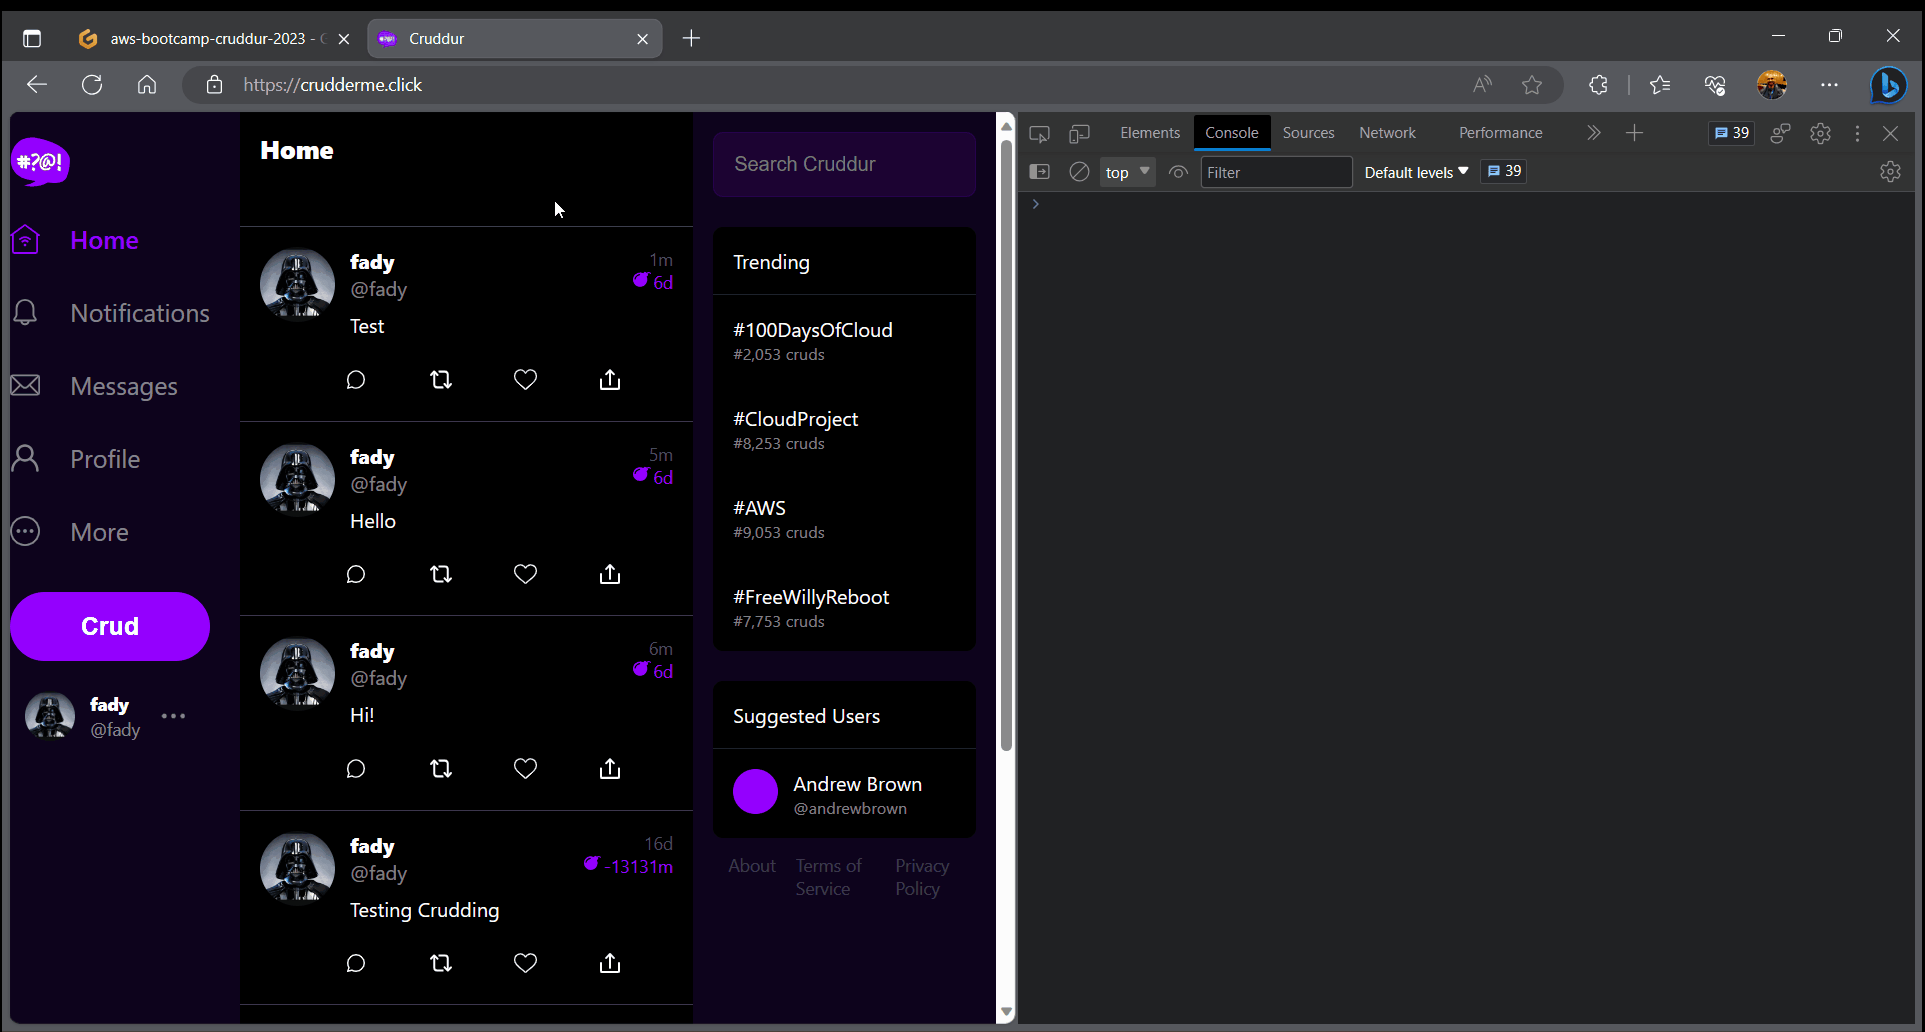 aws-bootcamp-cruddur-2023 -
Cruddur
https://crudderme.click
#?@!
Home
Notifications
Messages
Profile
More
Crud
fady
@fady
Home
fady
1m
@fady
6d
Test
fady
5m
@fady
6d
Hello
fady
6m
@fady
6d
Hi!
fady
16d
@fady
-13131m
Testing Crudding
Search Cruddur
Trending
#100DaysOfCloud
#2,053 cruds
#CloudProject
#8,253 cruds
#AWS
#9,053 cruds
#FreeWillyReboot
#7,753 cruds
Suggested Users
Andrew Brown
@andrewbrown
About Terms of Service Privacy Policy
Elements Console Sources Network Performance 39
top Filter Default levels 39